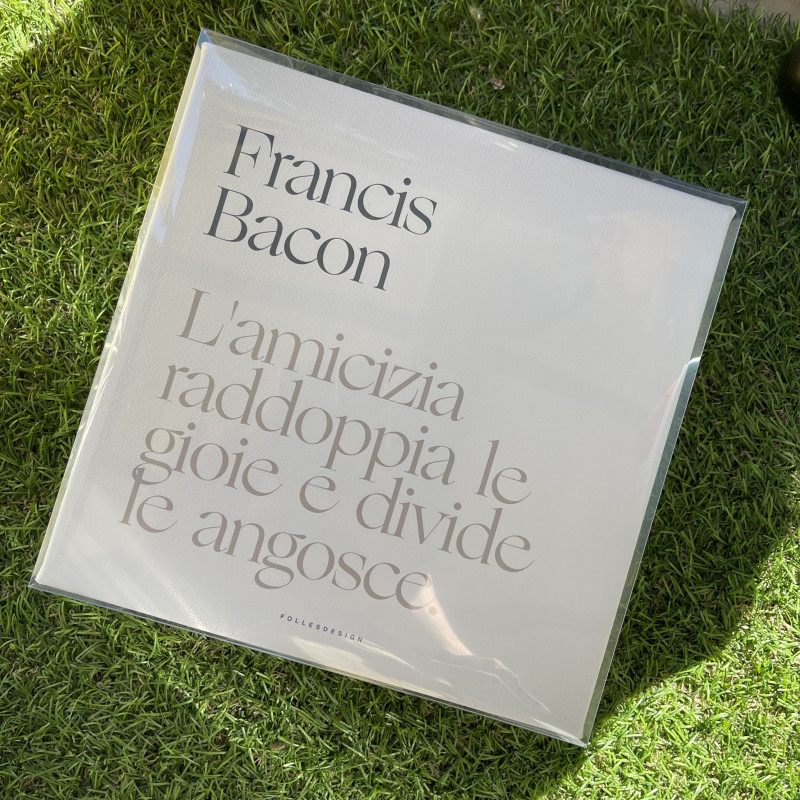 Francis
Bacon
L'amicizia
raddoppia le
gioie e divide
le angosce.
FOLLESDESIGN